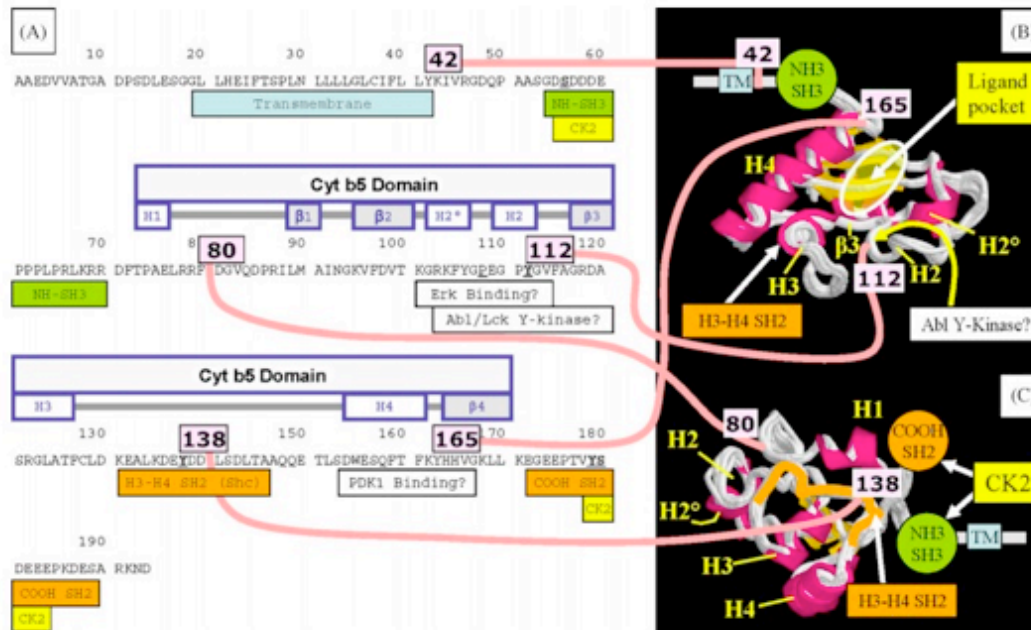 (A)
10 20 30 40 42 50 60
AAEDVVATGA DPSDLESGGL LHEIFTSPLN LLLLGLCIFL LYKIVRGDQP AASGDSDDDE
Transmembrane
NH-SH3
CK2
Cyt b5 Domain
H1 β1 β2 H2° H2 β3
70 80 90 100 110 112 120
PPPLPRLKRR DFTPAELRRF DGVQDPRILM AINGKVFDVT KGRKFYGPEG PYGVFAGRDA
NH-SH3
Erk Binding?
Abl/Lck Y-kinase?
Cyt b5 Domain
H3 H4 β4
130 138 150 160 165 170 180
SRGLATFCLD KEALKDEYDD LSDLTAAQQE TLSDWESQFT FKYHHVGKLL KEGEEPTVYS
H3-H4 SH2 (Shc)
PDK1 Binding?
COOH SH2
CK2
190
DEEEPKDESA RKND
COOH SH2
CK2
(B)
42
TM
NH3
SH3
165
Ligand
pocket
H4
β3
H2°
H2
H3
112
H3-H4 SH2
Abl Y-Kinase?
(C)
80
H1
H2
COOH
SH2
138
CK2
H2°
NH3
SH3
TM
H3
H4
H3-H4 SH2